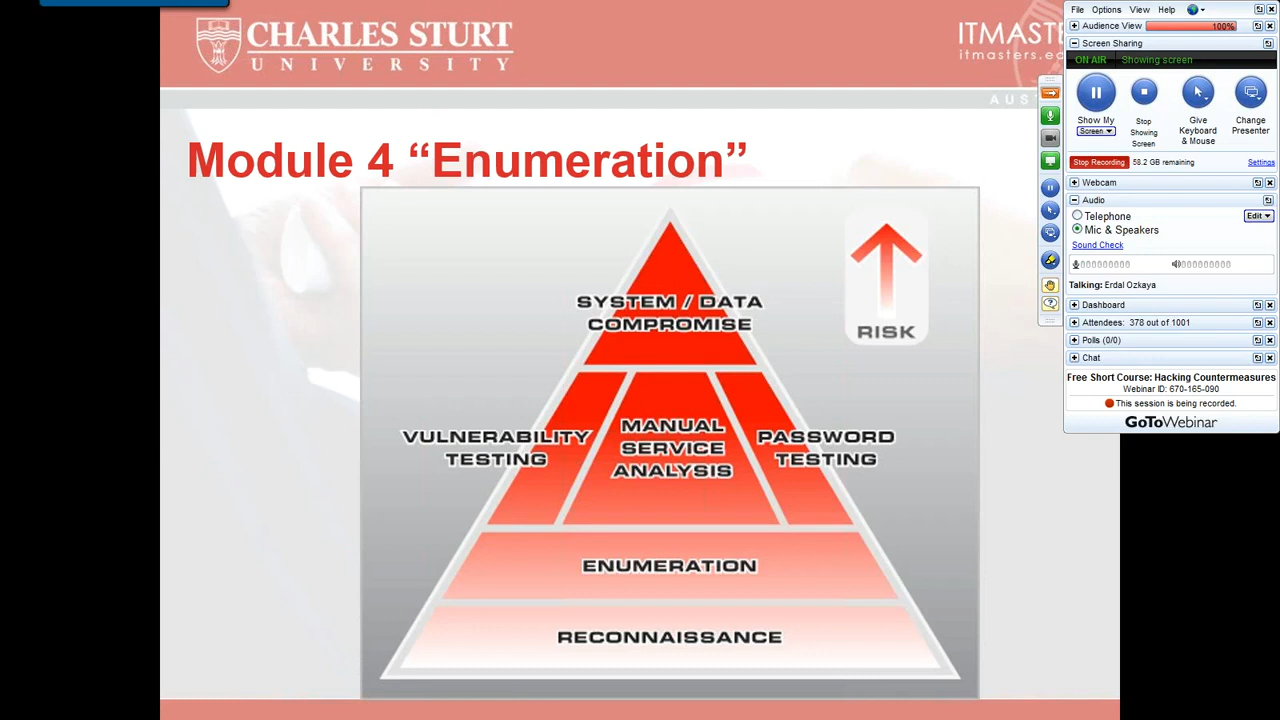 CHARLES STURT
UNIVERSITY
ITMASTE
itmasters.ed
AUST
Module 4 “Enumeration”
SYSTEM / DATA
COMPROMISE
RISK
VULNERABILITY
TESTING
MANUAL
SERVICE
ANALYSIS
PASSWORD
TESTING
ENUMERATION
RECONNAISSANCE
File Options View Help
Audience View 100%
Screen Sharing
ON AIR Showing screen
Show My
Screen
Stop
Showing
Screen
Give
Keyboard
& Mouse
Change
Presenter
Stop Recording 58.2 GB remaining Settings
Webcam
Audio
Telephone Edit
Mic & Speakers
Sound Check
Talking: Erdal Ozkaya
Dashboard
Attendees: 378 out of 1001
Polls (0/0)
Chat
Free Short Course: Hacking Countermeasures
Webinar ID: 670-165-090
This session is being recorded.
GoToWebinar